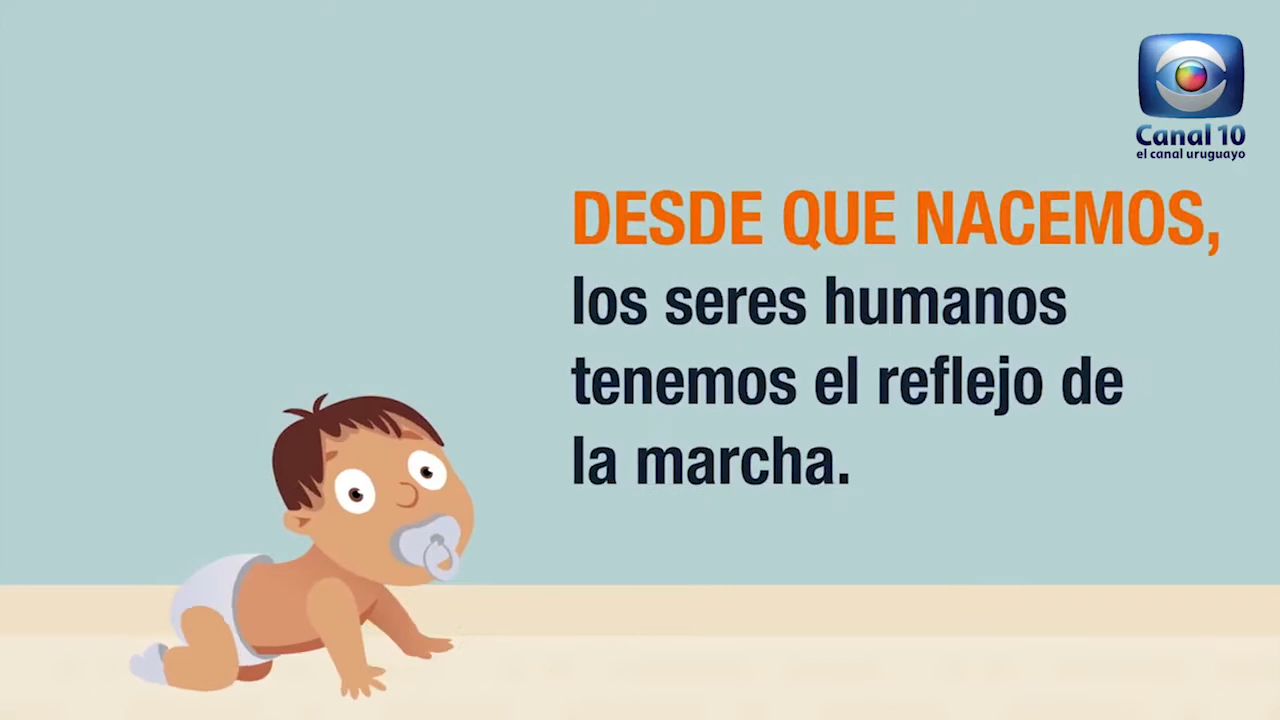 Canal 10
el canal uruguayo
DESDE QUE NACEMOS,
los seres humanos
tenemos el reflejo de
la marcha.